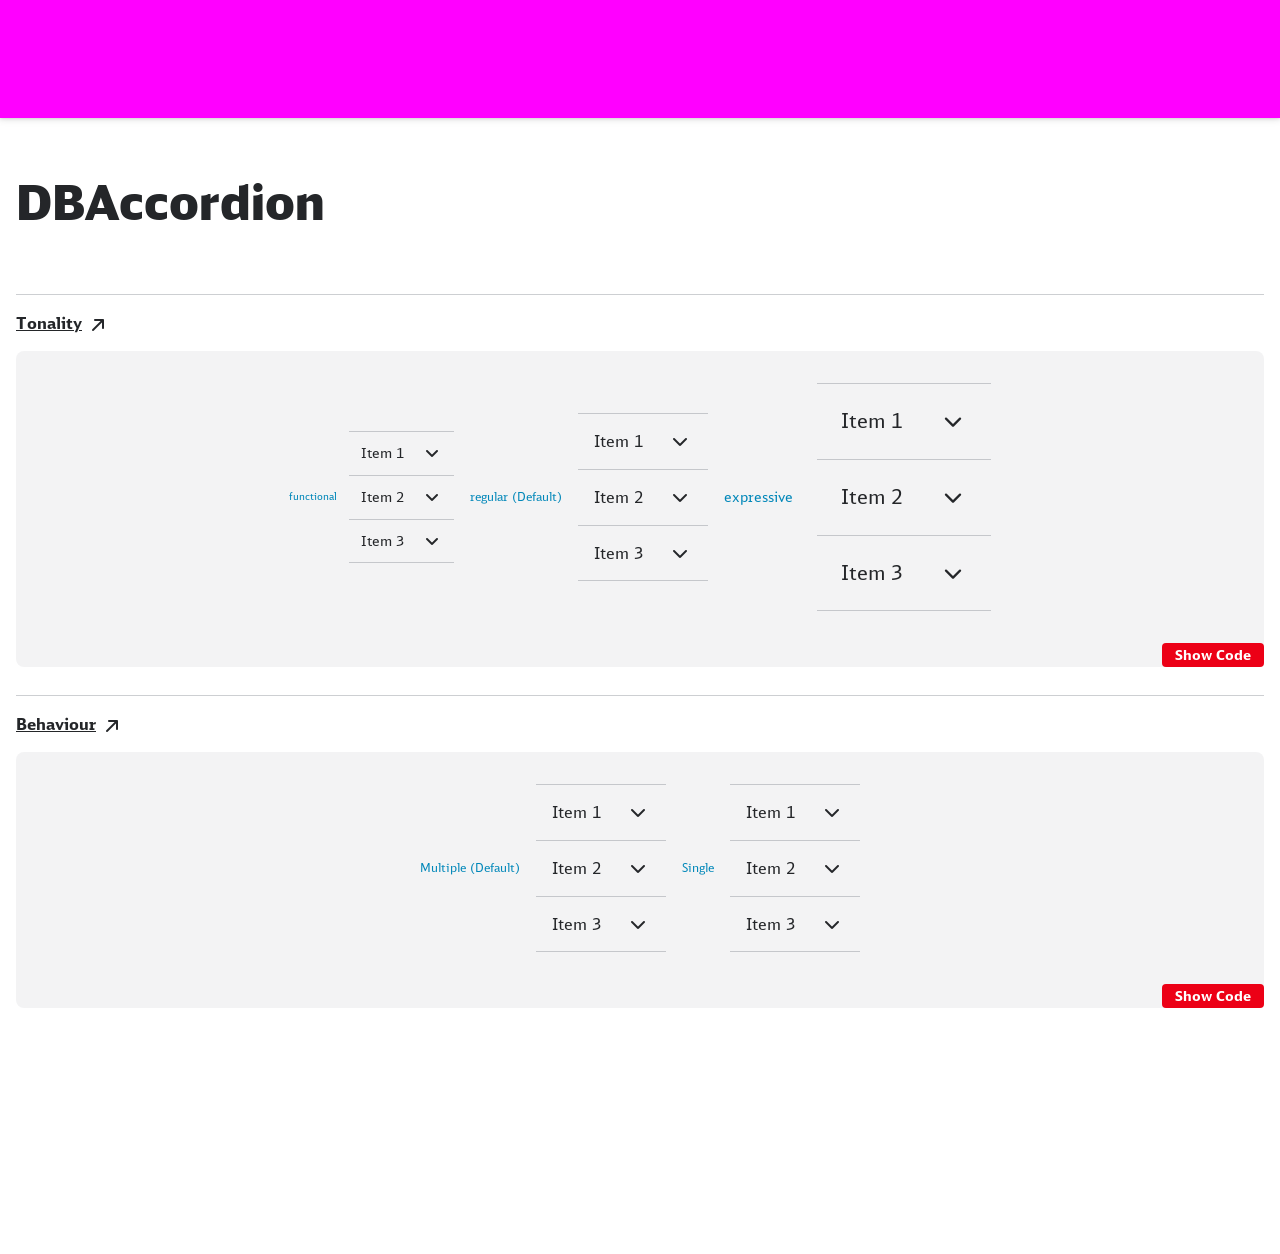 DBAccordion
Tonality
functional
Item 1
Item 2
Item 3
regular (Default)
Item 1
Item 2
Item 3
expressive
Item 1
Item 2
Item 3
Show Code
Behaviour
Multiple (Default)
Item 1
Item 2
Item 3
Single
Item 1
Item 2
Item 3
Show Code